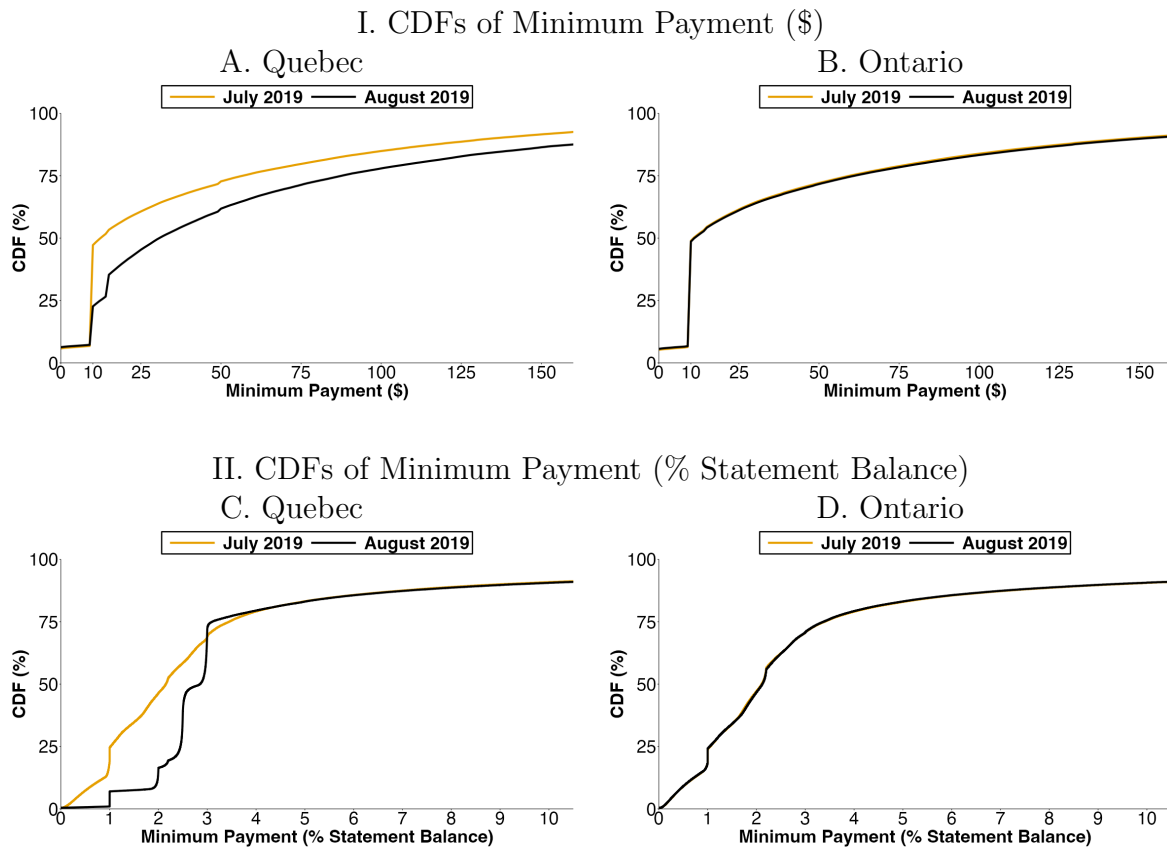 I. CDFs of Minimum Payment ($)
A. Quebec
B. Ontario
July 2019 August 2019
July 2019 August 2019
100
75
50
25
0
CDF (%)
0 10 25 50 75 100 125 150
Minimum Payment ($)
100
75
50
25
0
CDF (%)
0 10 25 50 75 100 125 150
Minimum Payment ($)
II. CDFs of Minimum Payment (% Statement Balance)
C. Quebec
D. Ontario
July 2019 August 2019
July 2019 August 2019
100
75
50
25
0
CDF (%)
0 1 2 3 4 5 6 7 8 9 10
Minimum Payment (% Statement Balance)
100
75
50
25
0
CDF (%)
0 1 2 3 4 5 6 7 8 9 10
Minimum Payment (% Statement Balance)